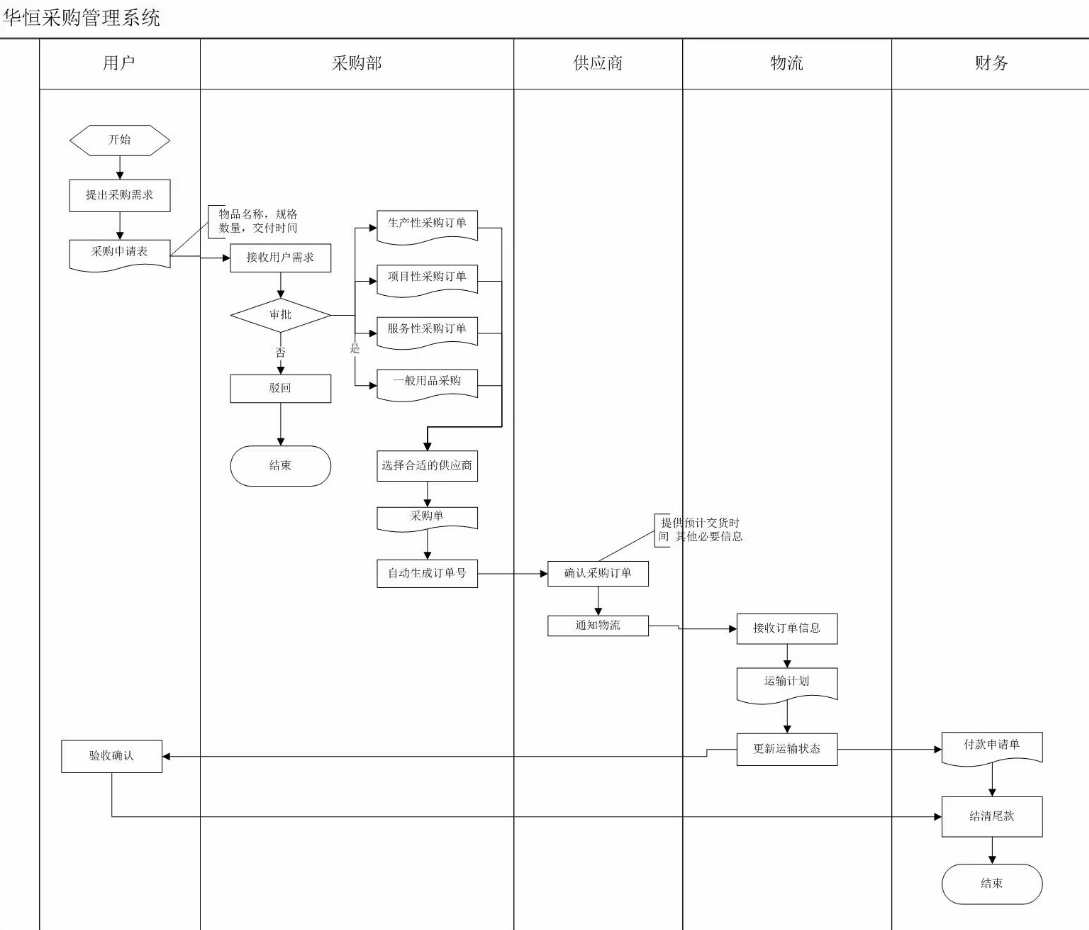 华恒采购管理系统
用户
采购部
供应商
物流
财务
开始
提出采购需求
采购申请表
物品名称，规格
数量，交付时间
接收用户需求
审批
否
是
驳回
结束
生产性采购订单
项目性采购订单
服务性采购订单
一般用品采购
选择合适的供应商
采购单
自动生成订单号
提供预计交货时
间 其他必要信息
确认采购订单
通知物流
接收订单信息
运输计划
更新运输状态
验收确认
付款申请单
结清尾款
结束